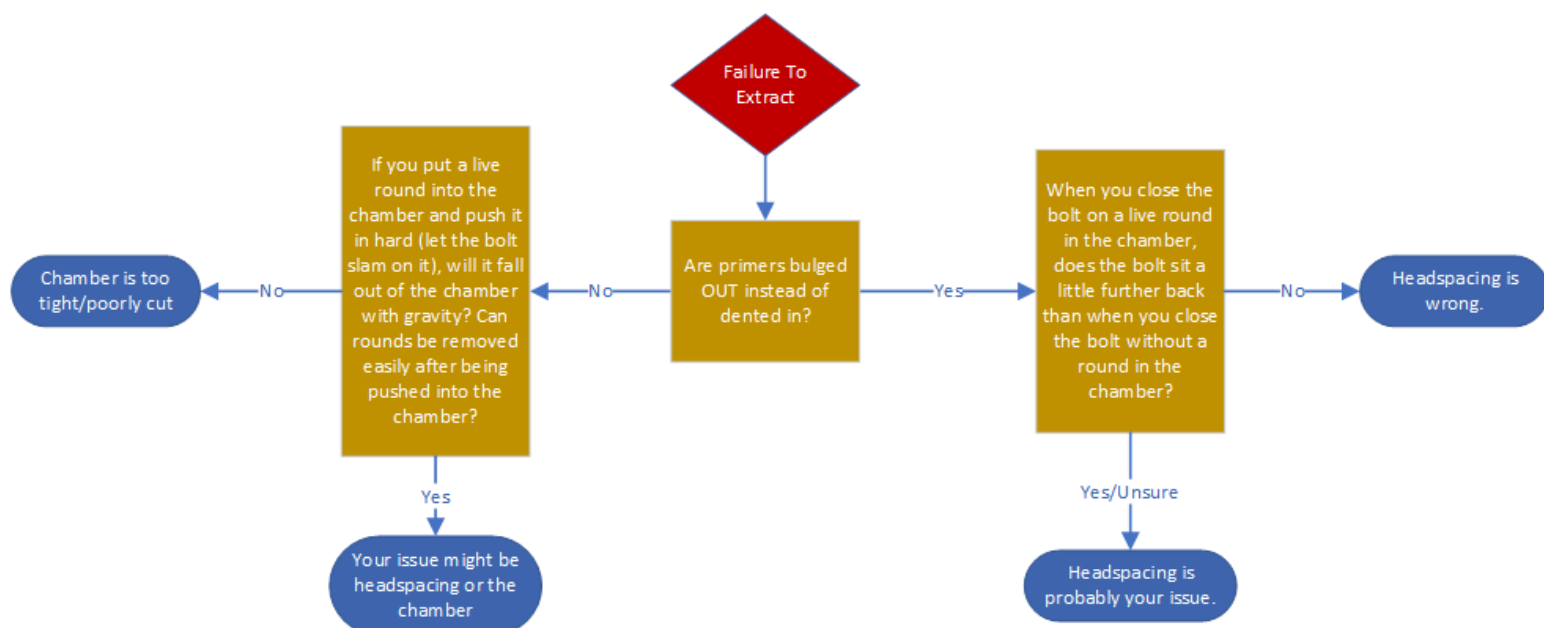 Failure To
Extract
If you put a live
round into the
chamber and push it
in hard (let the bolt
slam on it), will it fall
out of the chamber
with gravity? Can
rounds be removed
easily after being
pushed into the
chamber?
When you close the
bolt on a live round
in the chamber,
does the bolt sit a
little further back
than when you close
the bolt without a
round in the
chamber?
Chamber is too
tight/poorly cut
No
Are primers bulged
OUT instead of
dented in?
No
Yes
No
Headspacing is
wrong.
Yes
Yes/Unsure
Your issue might be
headspacing or the
chamber
Headspacing is
probably your issue.